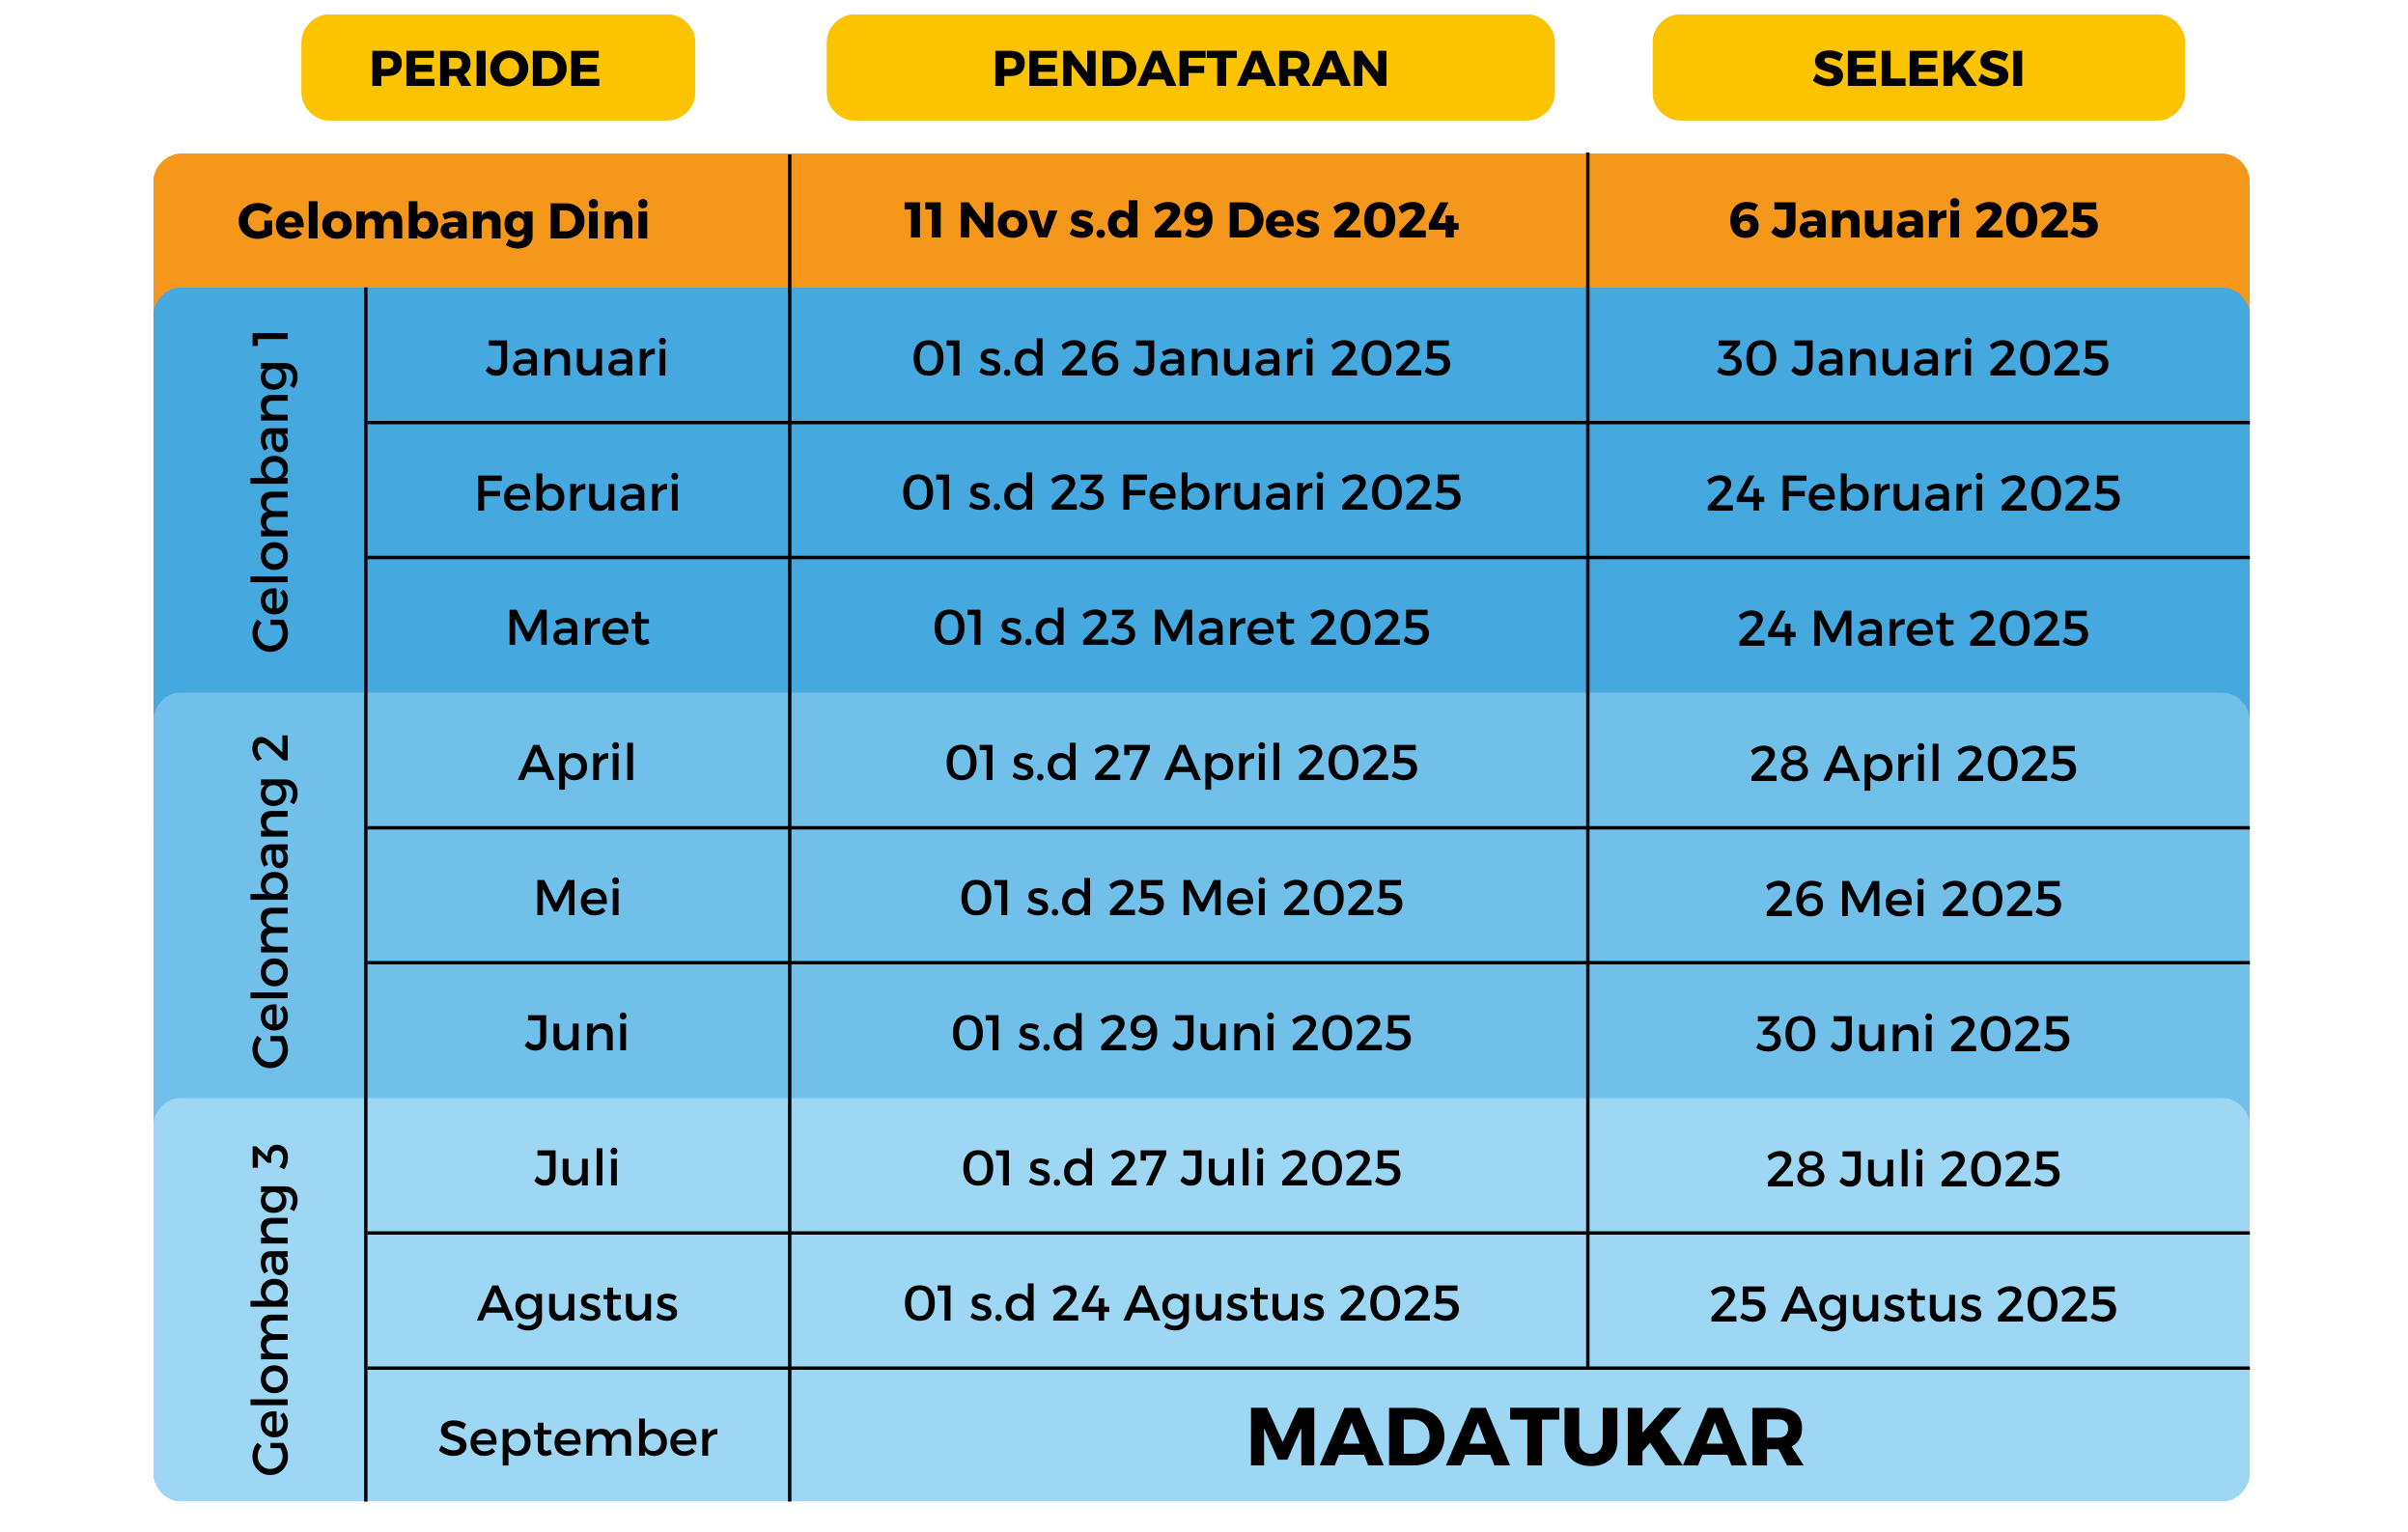 PERIODE
PENDAFTARAN
SELEKSI
Gelombang Dini
11 Nov s.d 29 Des 2024
6 Januari 2025
Gelombang 1
Januari
01 s.d 26 Januari 2025
30 Januari 2025
Februari
01 s.d 23 Februari 2025
24 Februari 2025
Maret
01 s.d 23 Maret 2025
24 Maret 2025
Gelombang 2
April
01 s.d 27 April 2025
28 April 2025
Mei
01 s.d 25 Mei 2025
26 Mei 2025
Juni
01 s.d 29 Juni 2025
30 Juni 2025
Gelombang 3
Juli
01 s.d 27 Juli 2025
28 Juli 2025
Agustus
01 s.d 24 Agustus 2025
25 Agustus 2025
September
MADATUKAR